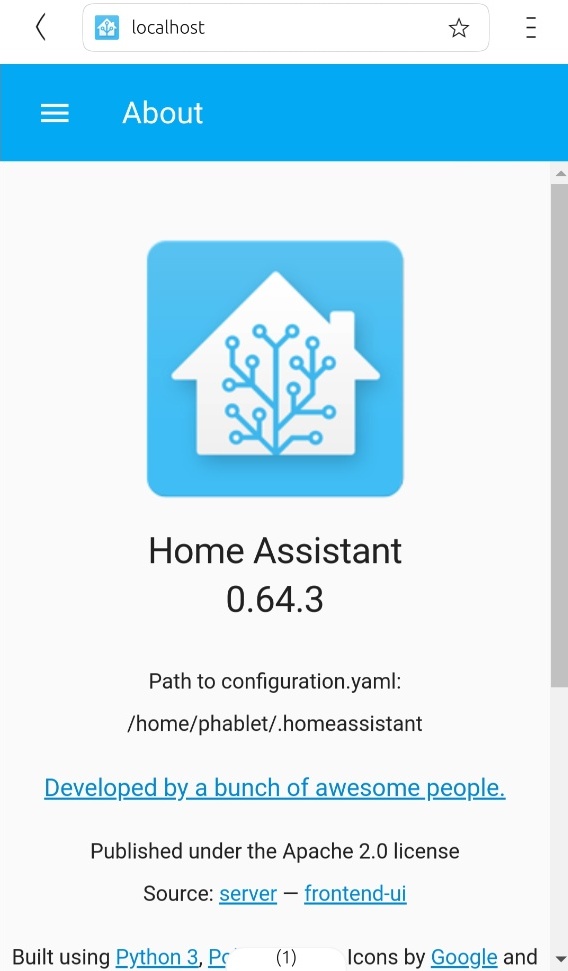 localhost
About
Home Assistant
0.64.3
Path to configuration.yaml:
/home/phablet/.homeassistant
Developed by a bunch of awesome people.
Published under the Apache 2.0 license
Source: server — frontend-ui
Built using Python 3, (1) Icons by Google and